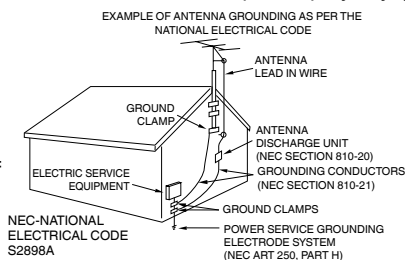 EXAMPLE OF ANTENNA GROUNDING AS PER THE
NATIONAL ELECTRICAL CODE
ANTENNA
LEAD IN WIRE
GROUND
CLAMP
ANTENNA
DISCHARGE UNIT
(NEC SECTION 810-20)
ELECTRIC SERVICE
EQUIPMENT
GROUNDING CONDUCTORS
(NEC SECTION 810-21)
GROUND CLAMPS
POWER SERVICE GROUNDING
ELECTRODE SYSTEM
(NEC ART 250, PART H)
NEC-NATIONAL
ELECTRICAL CODE
S2898A